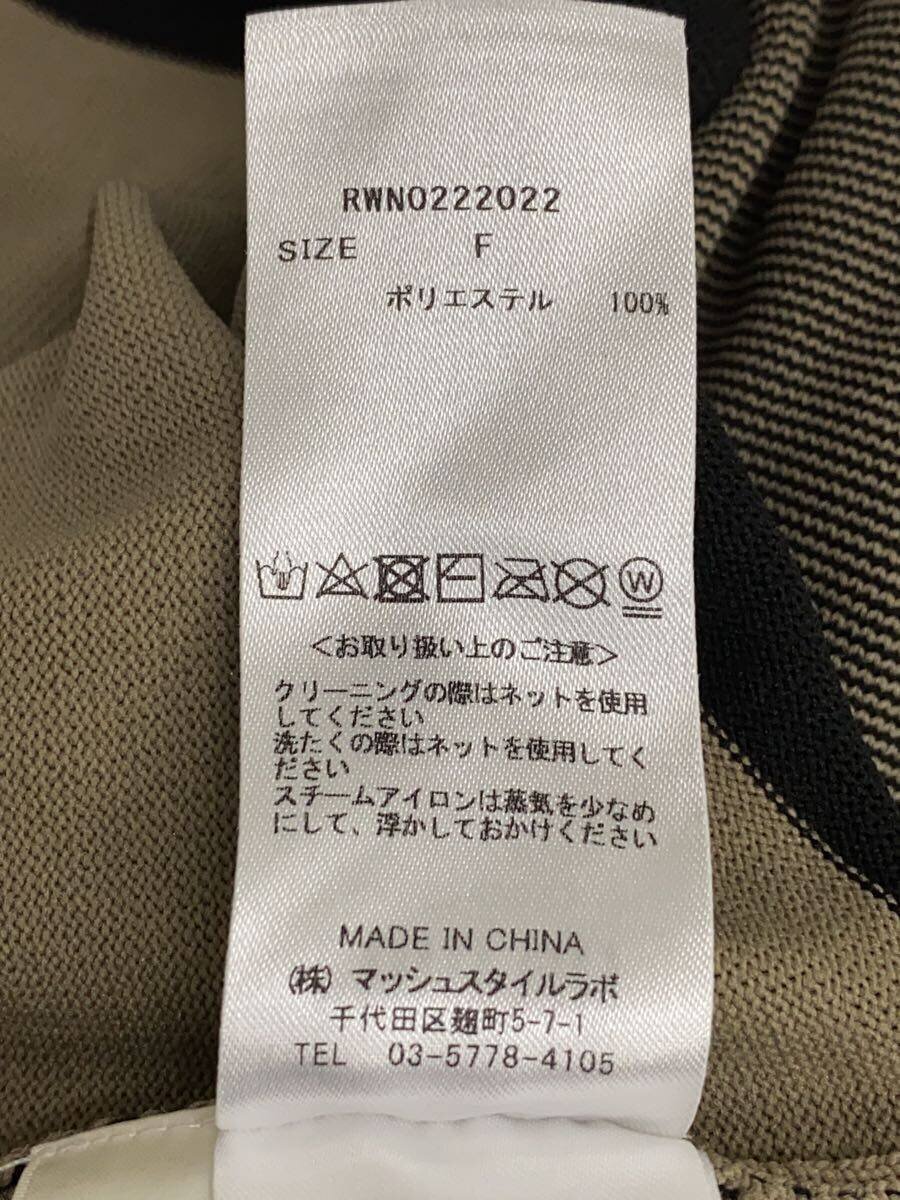 RWN0222022
SIZE F
ポリエステル 100%
W
<お取り扱い上のご注意>
クリーニングの際はネットを使用
してください
洗たくの際はネットを使用してく
ださい
スチームアイロンは蒸気を少なめ
にして、浮かしておかけください
MADE IN CHINA
(株) マッシュスタイルラボ
千代田区麹町5-7-1
TEL 03-5778-4105